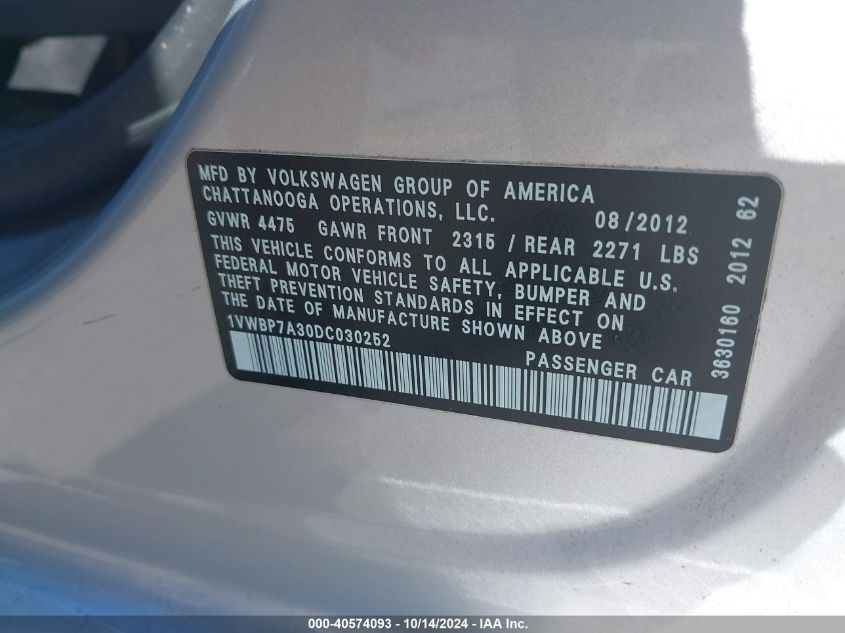 MFD BY VOLKSWAGEN GROUP OF AMERICA
CHATTANOOGA OPERATIONS, LLC. 08/2012
GVWR 4475 GAWR FRONT 2315 / REAR 2271 LBS
THIS VEHICLE CONFORMS TO ALL APPLICABLE U.S.
FEDERAL MOTOR VEHICLE SAFETY, BUMPER AND
THEFT PREVENTION STANDARDS IN EFFECT ON
THE DATE OF MANUFACTURE SHOWN ABOVE
1VWBP7A30DC030252 PASSENGER CAR
3630160 2012 62
000-40574093 - 10/14/2024 - IAA Inc.